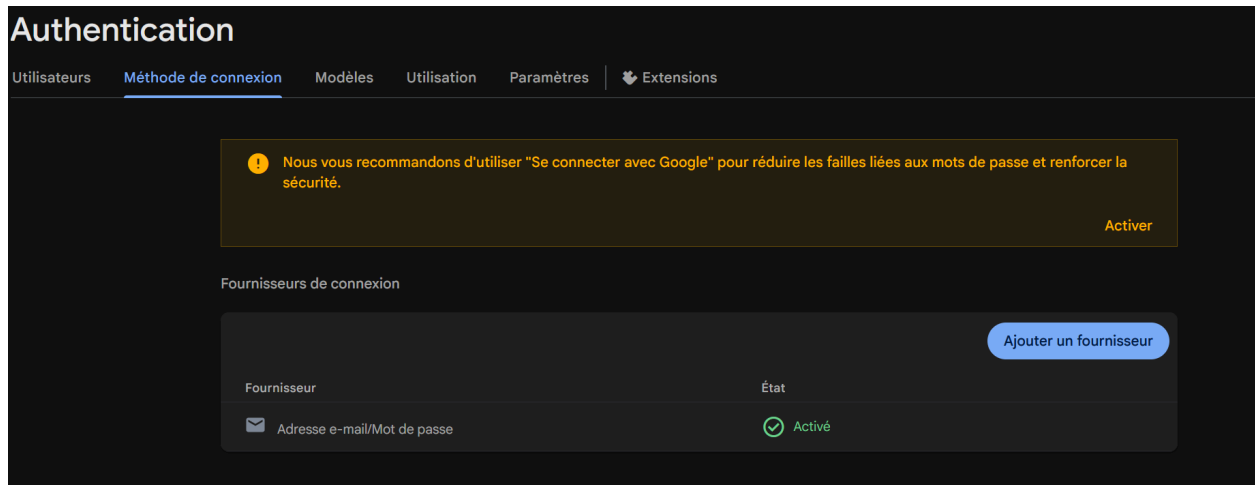 Authentication
Utilisateurs Méthode de connexion Modèles Utilisation Paramètres Extensions
Nous vous recommandons d'utiliser "Se connecter avec Google" pour réduire les failles liées aux mots de passe et renforcer la
sécurité.
Activer
Fournisseurs de connexion
Ajouter un fournisseur
Fournisseur État
Adresse e-mail/Mot de passe Activé